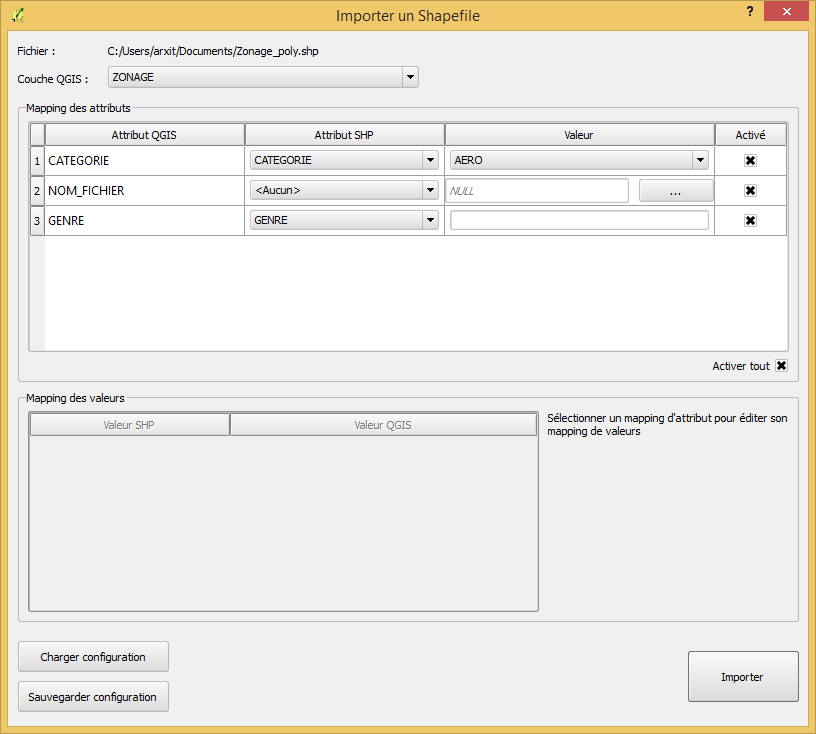 Importer un Shapefile
?
Fichier : C:/Users/arxit/Documents/Zonage_poly.shp
Couche QGIS : ZONAGE
Mapping des attributs
Attribut QGIS Attribut SHP Valeur Activé
1 CATEGORIE CATEGORIE AERO
2 NOM_FICHIER <Aucun> NULL ...
3 GENRE GENRE
Activer tout
Mapping des valeurs
Valeur SHP Valeur QGIS
Sélectionner un mapping d'attribut pour éditer son
mapping de valeurs
Charger configuration
Sauvegarder configuration
Importer